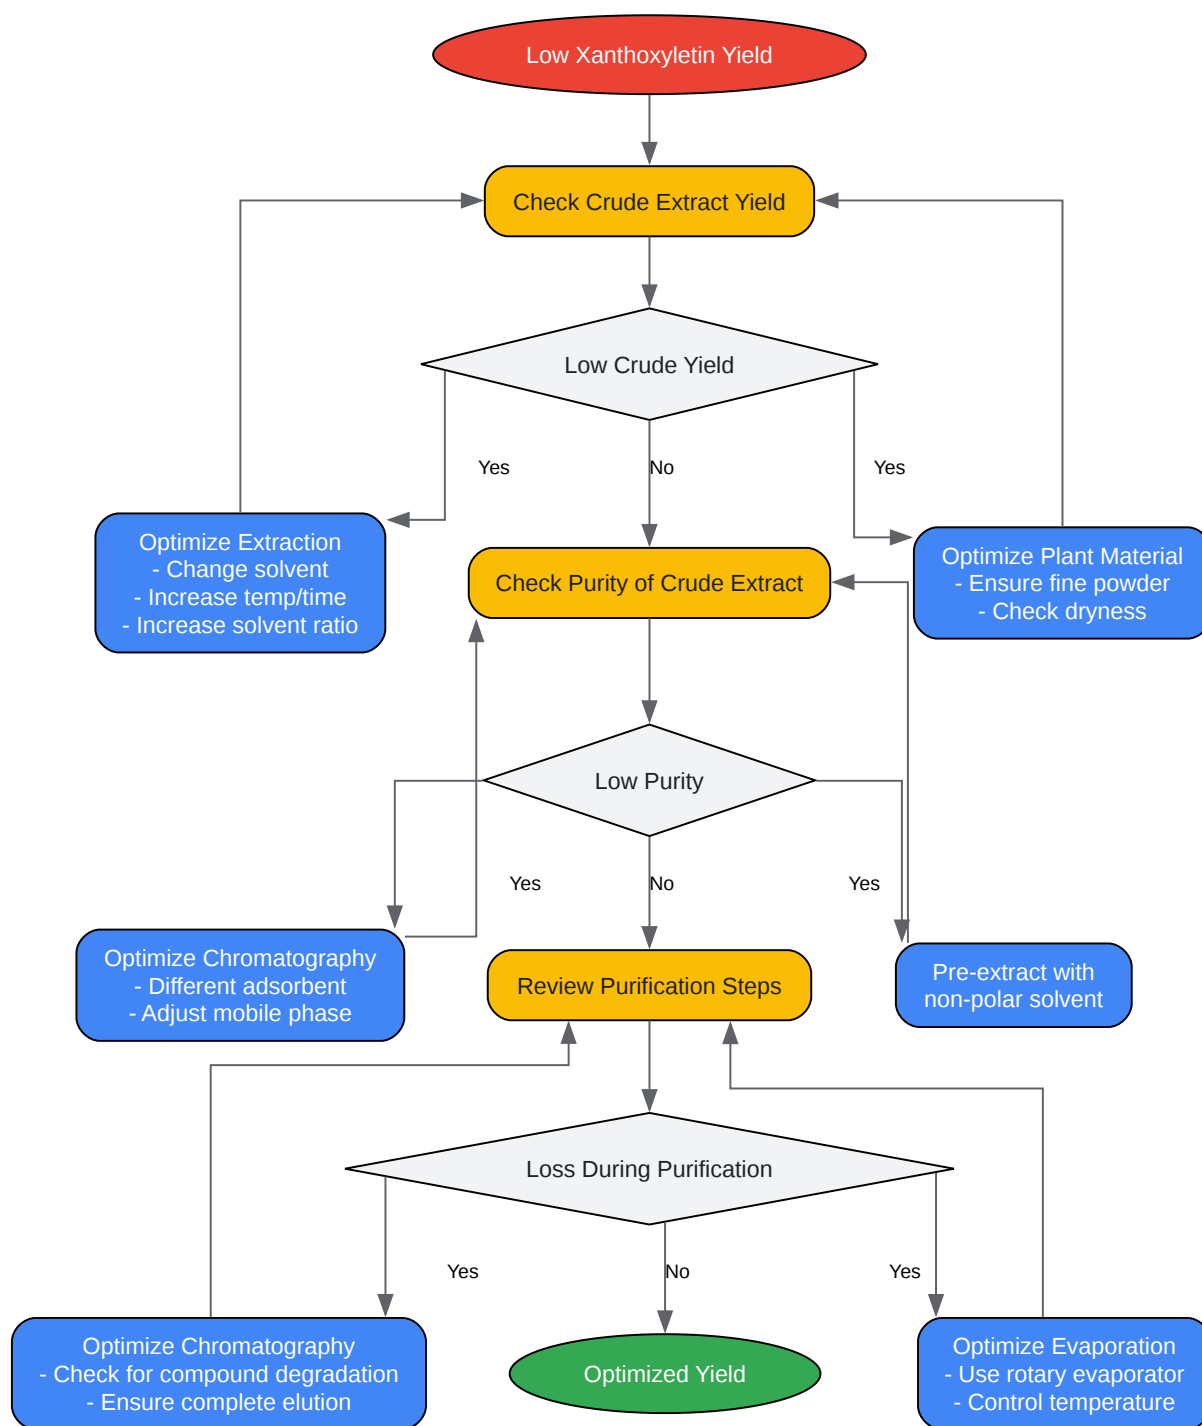 Low Xanthoxyletin Yield
Check Crude Extract Yield
Low Crude Yield
Yes
No
Yes
Optimize Extraction
- Change solvent
- Increase temp/time
- Increase solvent ratio
Check Purity of Crude Extract
Optimize Plant Material
- Ensure fine powder
- Check dryness
Low Purity
Yes
No
Yes
Optimize Chromatography
- Different adsorbent
- Adjust mobile phase
Review Purification Steps
Pre-extract with
non-polar solvent
Loss During Purification
Yes
No
Yes
Optimize Chromatography
- Check for compound degradation
- Ensure complete elution
Optimized Yield
Optimize Evaporation
- Use rotary evaporator
- Control temperature